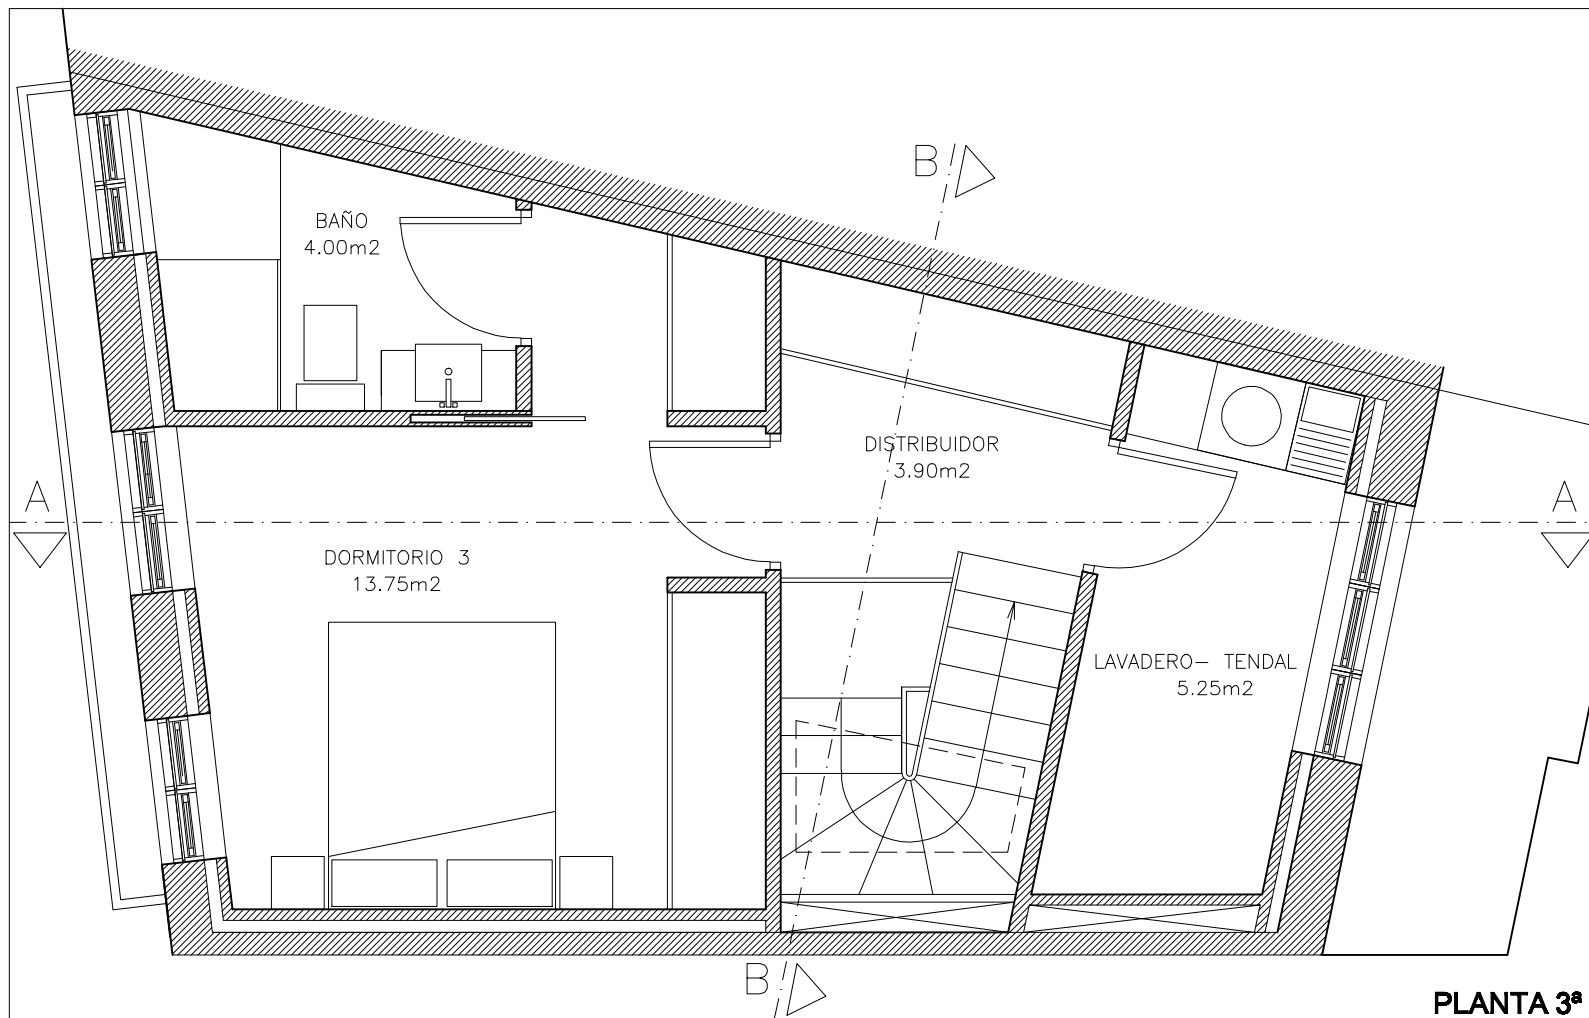 B
BAÑO
4.00m2
DISTRIBUIDOR
3.90m2
A
A
DORMITORIO 3
13.75m2
LAVADERO– TENDAL
5.25m2
B
PLANTA 3ª